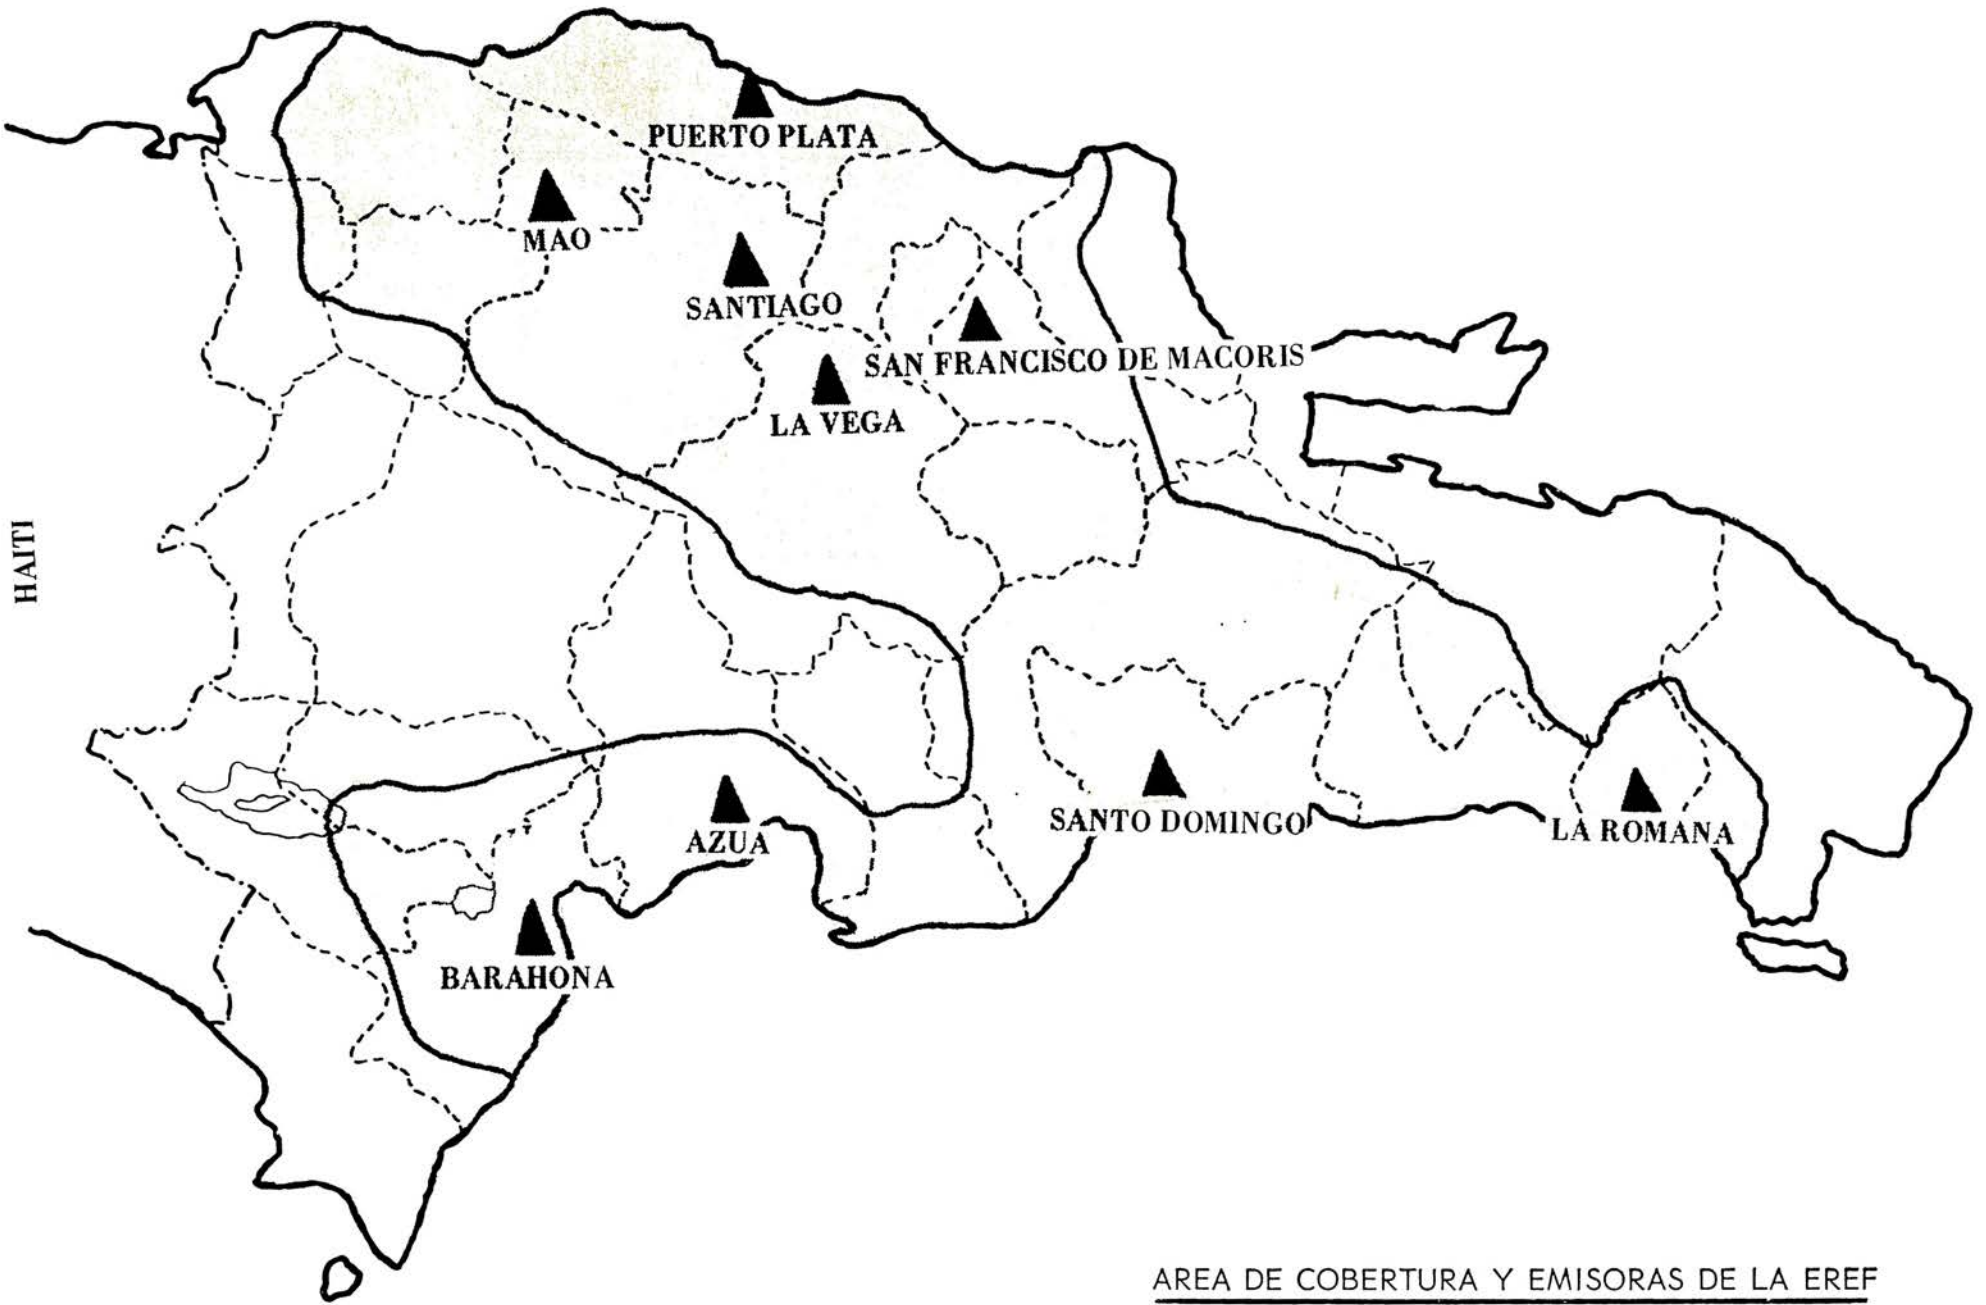 PUERTO PLATA
MAO
SANTIAGO
SAN FRANCISCO DE MACORIS
LA VEGA
HAITI
SANTO DOMINGO
LA ROMANA
AZUA
BARAHONA
AREA DE COBERTURA Y EMISORAS DE LA EREF